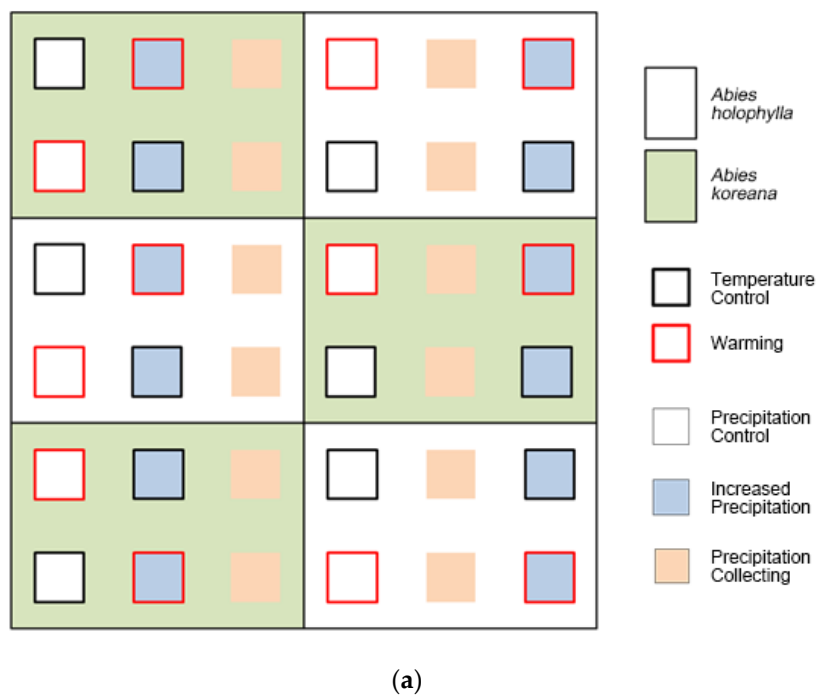 Abies
holophylla
Abies
koreana
Temperature
Control
Warming
Precipitation
Control
Increased
Precipitation
Precipitation
Collecting
(a)